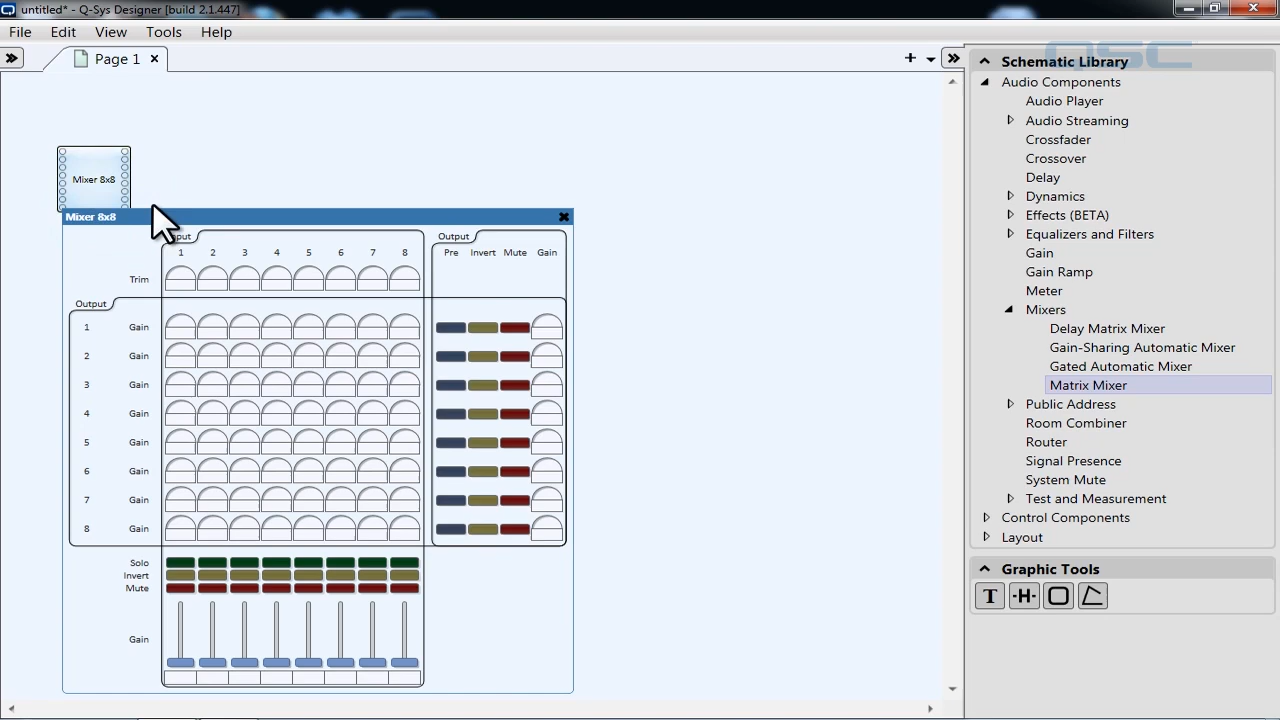 untitled* - Q-Sys Designer [build 2.1.447]
File Edit View Tools Help
Page 1
QSC
Schematic Library
Audio Components
Audio Player
Audio Streaming
Crossfader
Crossover
Delay
Dynamics
Effects (BETA)
Equalizers and Filters
Gain
Gain Ramp
Meter
Mixers
Delay Matrix Mixer
Gain-Sharing Automatic Mixer
Gated Automatic Mixer
Matrix Mixer
Public Address
Room Combiner
Router
Signal Presence
System Mute
Test and Measurement
Control Components
Layout
Graphic Tools
T H
Mixer 8x8
Mixer 8x8
Output
1 2 3 4 5 6 7 8 Pre Invert Mute Gain
Trim
Output
1 Gain
2 Gain
3 Gain
4 Gain
5 Gain
6 Gain
7 Gain
8 Gain
Solo
Invert
Mute
Gain